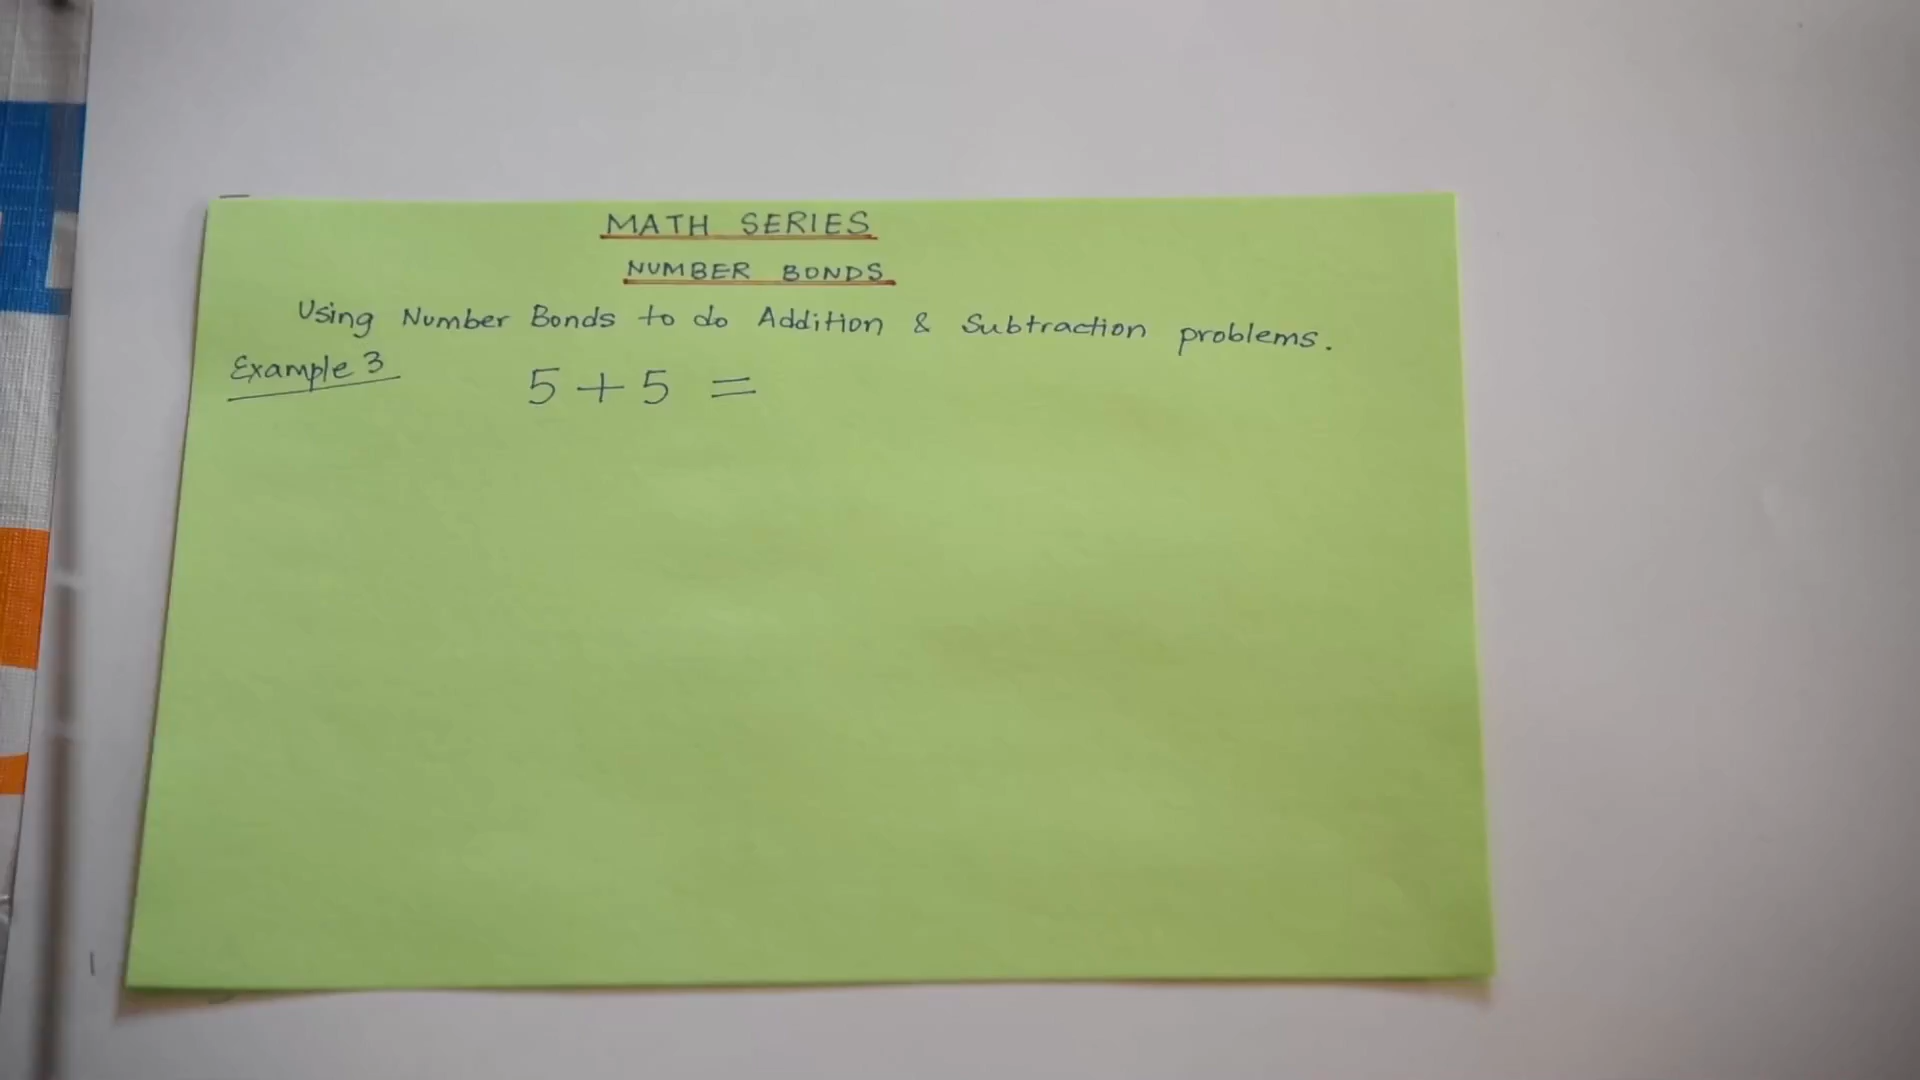 MATH SERIES
NUMBER BONDS
Using Number Bonds to do Addition & Subtraction problems.
Example 3
5 + 5 =